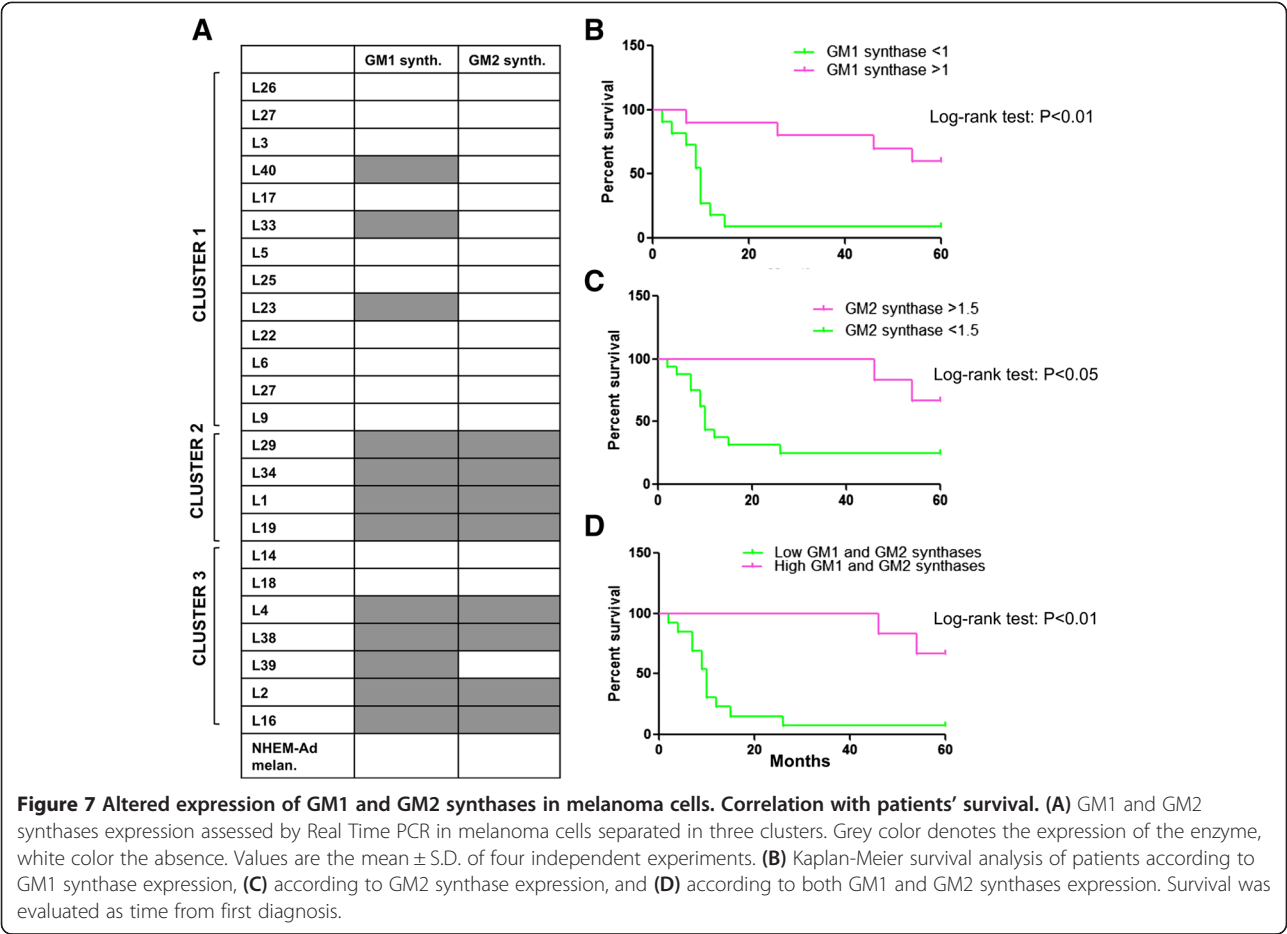 A
GM1 synth. GM2 synth.
L26
L27
L3
L40
L17
L33
L5
L25
L23
L22
L6
L27
L9
L29
L34
L1
L19
L14
L18
L4
L38
L39
L2
L16
NHEM-Ad
melan.
CLUSTER 1
CLUSTER 2
CLUSTER 3
B
Percent survival
150
100
50
0
0 20 40 60
GM1 synthase <1
GM1 synthase >1
Log-rank test: P<0.01
C
Percent survival
150
100
50
0
0 20 40 60
GM2 synthase >1.5
GM2 synthase <1.5
Log-rank test: P<0.05
D
Percent survival
150
100
50
0
0 20 40 60
Months
Low GM1 and GM2 synthases
High GM1 and GM2 synthases
Log-rank test: P<0.01
Figure 7 Altered expression of GM1 and GM2 synthases in melanoma cells. Correlation with patients' survival. (A) GM1 and GM2
synthases expression assessed by Real Time PCR in melanoma cells separated in three clusters. Grey color denotes the expression of the enzyme,
white color the absence. Values are the mean ± S.D. of four independent experiments. (B) Kaplan-Meier survival analysis of patients according to
GM1 synthase expression, (C) according to GM2 synthase expression, and (D) according to both GM1 and GM2 synthases expression. Survival was
evaluated as time from first diagnosis.